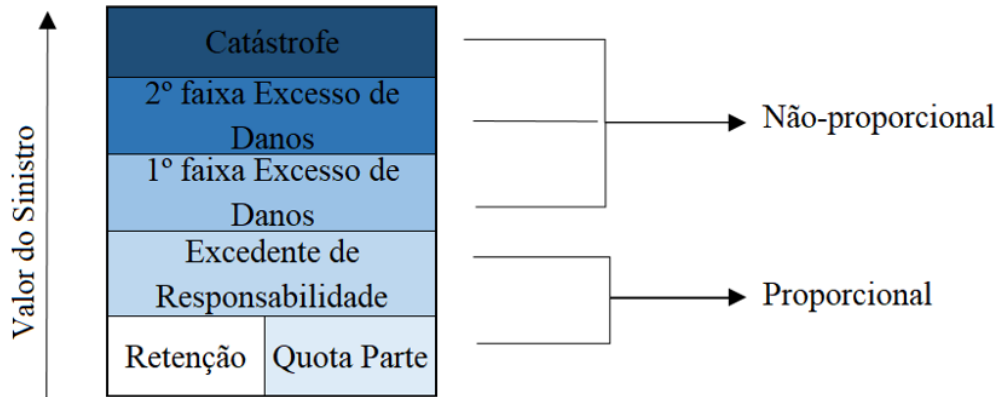 Valor do Sinistro
Catástrofe
2º faixa Excesso de
Danos
1º faixa Excesso de
Danos
Excedente de
Responsabilidade
Retenção
Quota Parte
Não-proporcional
Proporcional